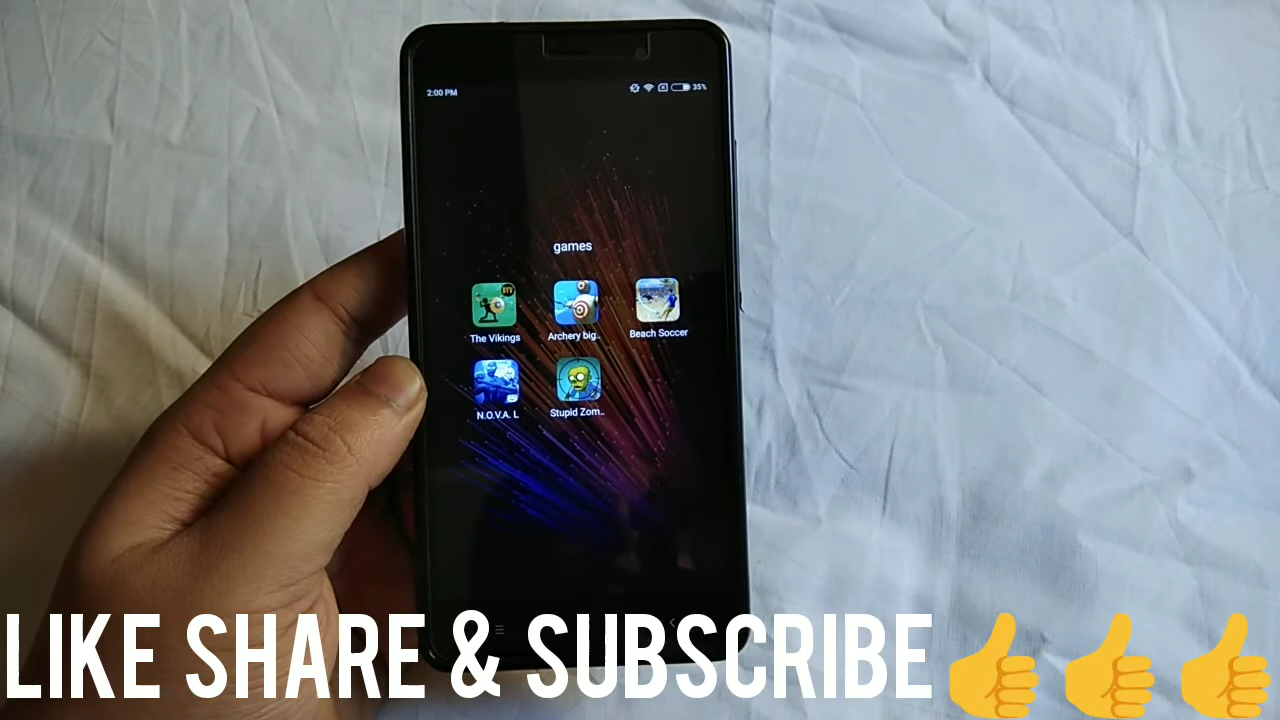 2:00 PM 35%
games
The Vikings Archery big.. Beach Soccer
N.O.V.A. L Stupid Zom..
LIKE SHARE & SUBSCRIBE